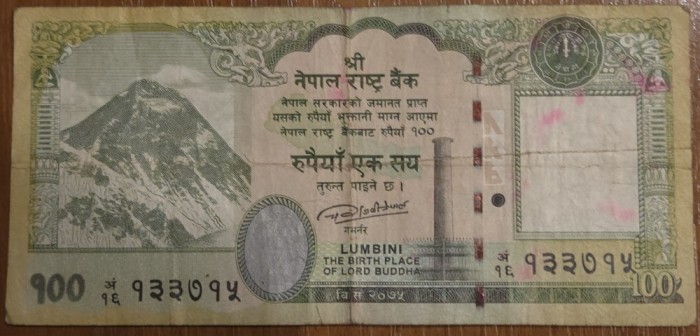 श्री
नेपाल राष्ट्र बैंक
नेपाल सरकारको जमानत प्राप्त
यसको रुपैयाँ भुक्तानी माग्न आएमा
नेपाल राष्ट्र बैंकबाट रुपैयाँ १००
रुपैयाँ एक सय
तुरुन्त पाइने छ ।
गभर्नर
LUMBINI
THE BIRTH PLACE
OF LORD BUDDHA
१०० अं १६ १३३७१५
अं १६ १३३७१५
वि सं २०७५
100